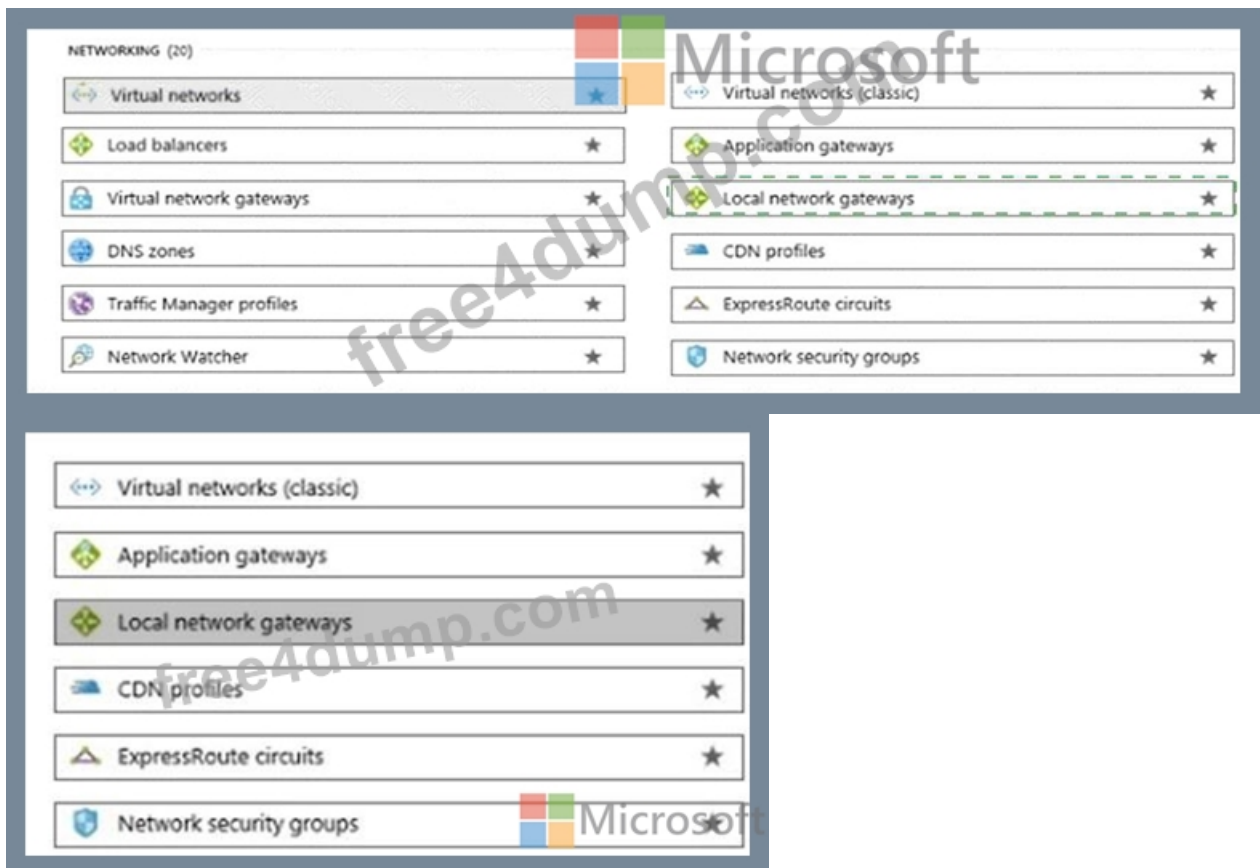 NETWORKING (20)
Microsoft
Virtual networks
Virtual networks (classic)
Load balancers
Application gateways
Virtual network gateways
Local network gateways
DNS zones
CDN profiles
Traffic Manager profiles
ExpressRoute circuits
Network Watcher
Network security groups
free4dump.com
Virtual networks (classic)
Application gateways
Local network gateways
free4dump.com
CDN profiles
ExpressRoute circuits
Network security groups
Microsoft